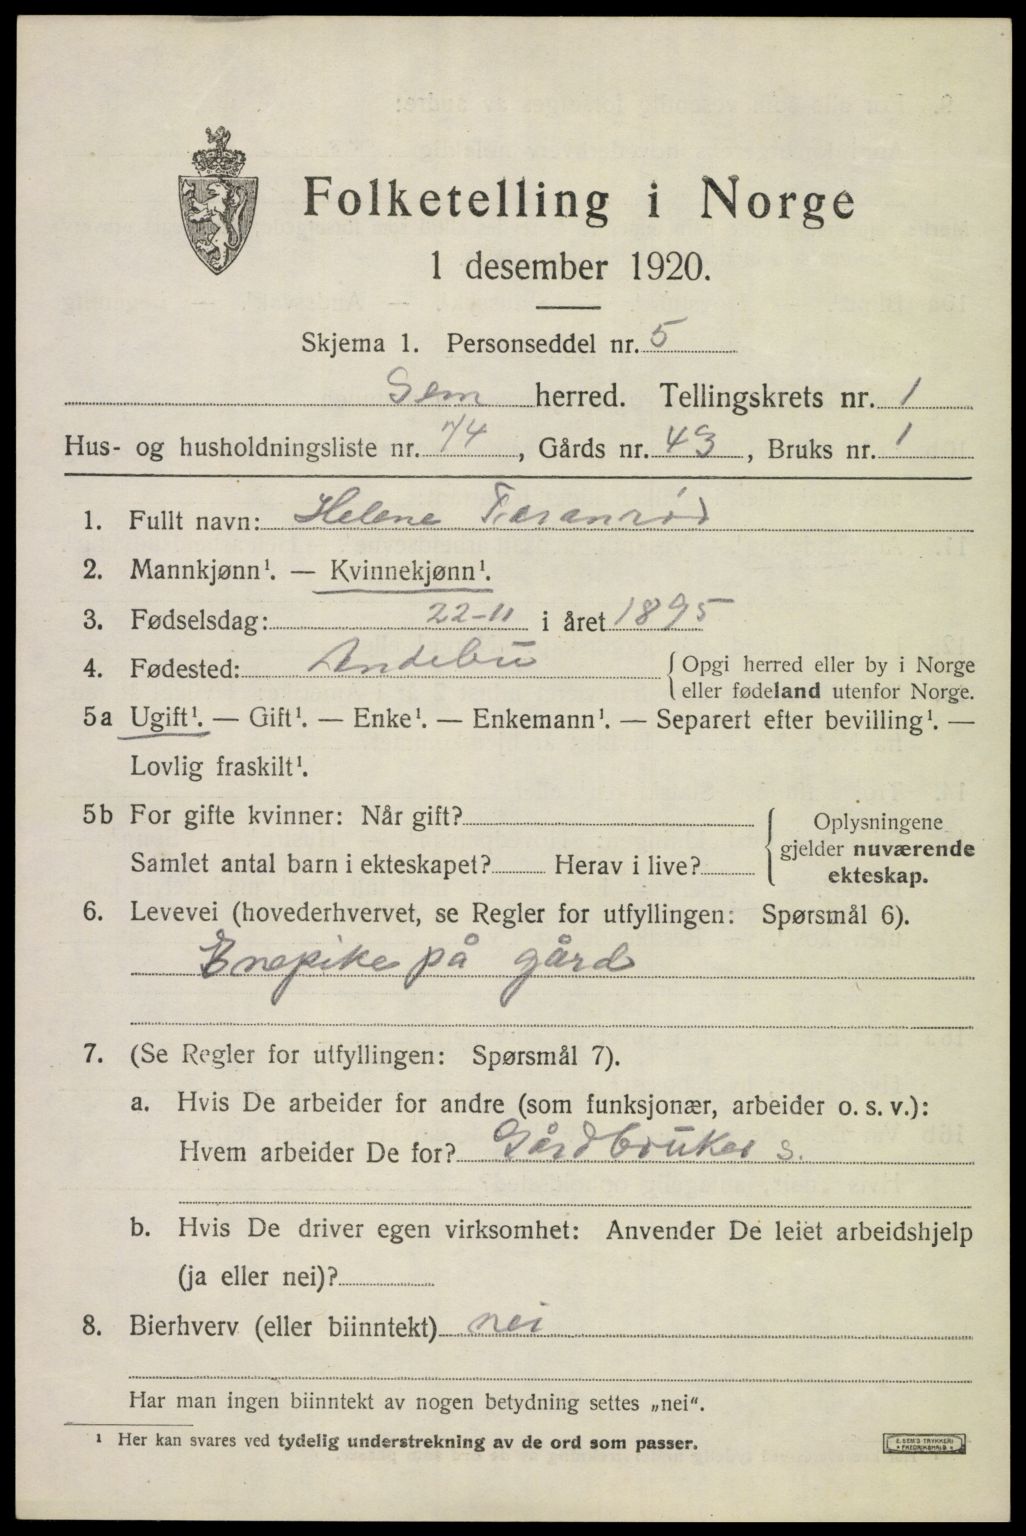 Folketelling i Norge
1 desember 1920.
Skjema 1. Personseddel nr. 5
Sem herred. Tellingskrets nr. 1
Hus- og husholdningsliste nr. 74, Gårds nr. 43, Bruks nr. 1
1. Fullt navn: Helene Taranrød
2. Mannkjønn¹. — Kvinnekjønn¹.
3. Fødselsdag: 22-11 i året 1895
4. Fødested: Andebu {Opgi herred eller by i Norge
eller fødeland utenfor Norge.
5a Ugift¹. — Gift¹. — Enke¹. — Enkemann¹. — Separert efter bevilling¹. —
Lovlig fraskilt¹.
5b For gifte kvinner: Når gift? { Oplysningene
gjelder nuværende
Samlet antal barn i ekteskapet? Herav i live?
ekteskap.
6. Levevei (hovederhvervet, se Regler for utfyllingen: Spørsmål 6).
Enepike på gård
7. (Se Regler for utfyllingen: Spørsmål 7).
a. Hvis De arbeider for andre (som funksjonær, arbeider o. s. v.):
Hvem arbeider De for? Gårdbruker s.
b. Hvis De driver egen virksomhet: Anvender De leiet arbeidshjelp
(ja eller nei)?
8. Bierhverv (eller biinntekt) nei
Har man ingen biinntekt av nogen betydning settes „nei".
¹ Her kan svares ved tydelig understrekning av de ord som passer.
E. SEM'S TRYKKERI
FREDRIKSHALD